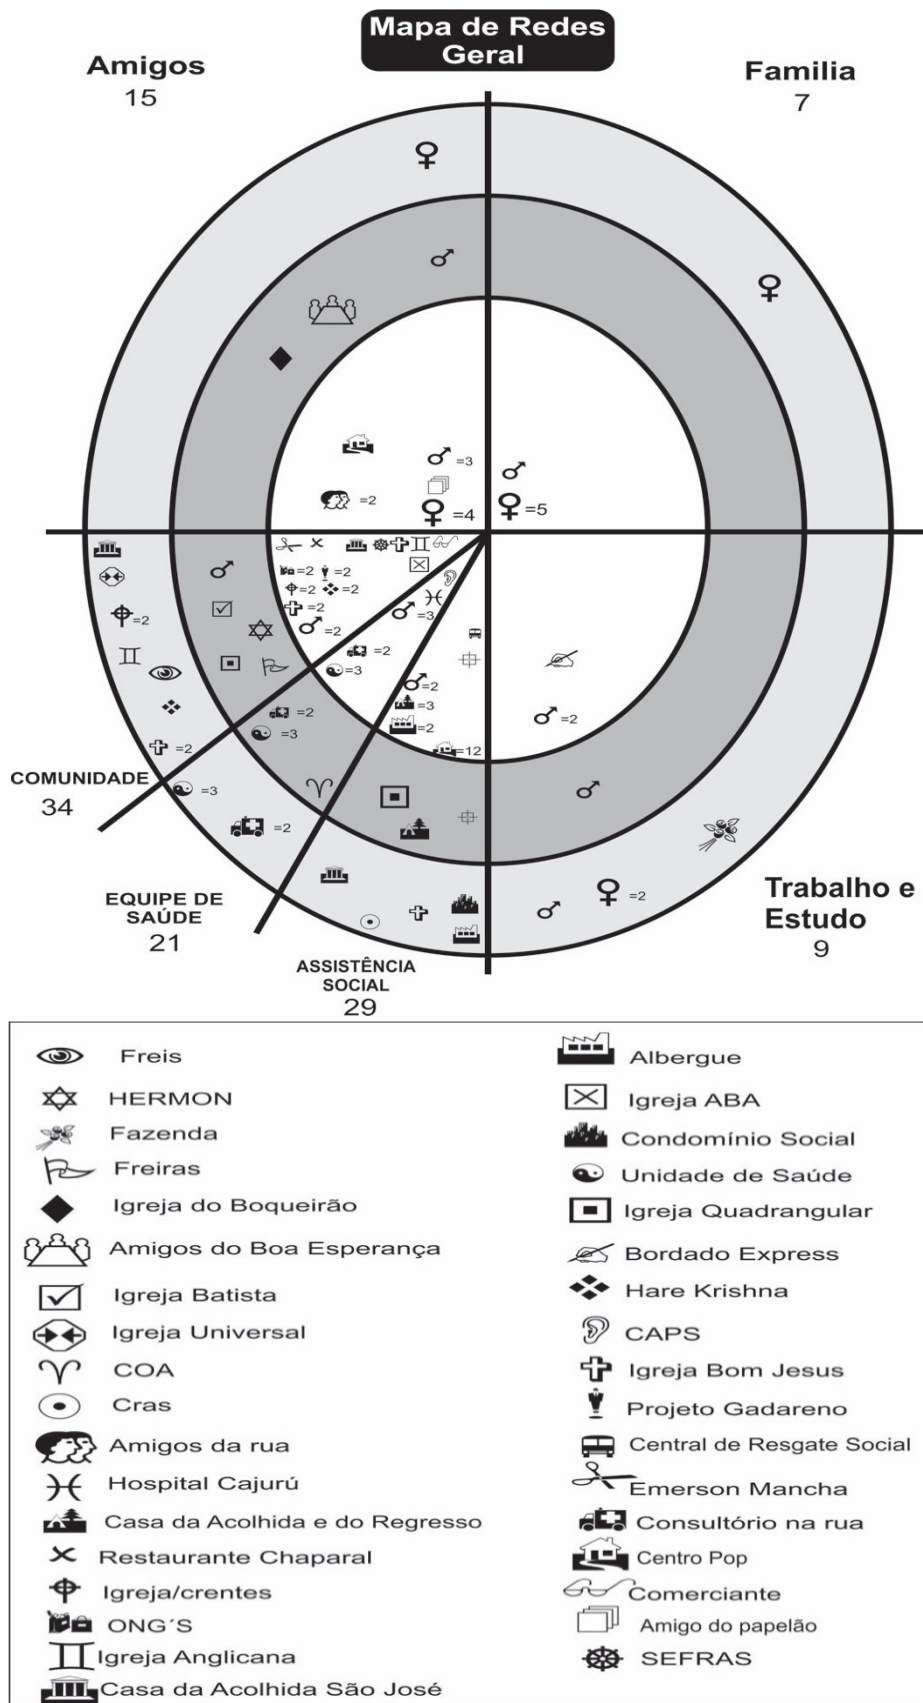 Mapa de Redes
Geral
Amigos
15
Familia
7
=3
=2
=4
=5
=2
=2
=2
=2
=2
=2
=2
=3
=2
=3
=2
=3
=2
=12
=2
=2
=3
=2
=3
=2
=2
COMUNIDADE
34
EQUIPE DE
SAÚDE
21
ASSISTÊNCIA
SOCIAL
29
Trabalho e
Estudo
9
Freis
HERMON
Fazenda
Freiras
Igreja do Boqueirão
Amigos do Boa Esperança
Igreja Batista
Igreja Universal
COA
Cras
Amigos da rua
Hospital Cajurú
Casa da Acolhida e do Regresso
Restaurante Chaparal
Igreja/crentes
ONG´S
Igreja Anglicana
Casa da Acolhida São José
Albergue
Igreja ABA
Condomínio Social
Unidade de Saúde
Igreja Quadrangular
Bordado Express
Hare Krishna
CAPS
Igreja Bom Jesus
Projeto Gadareno
Central de Resgate Social
Emerson Mancha
Consultório na rua
Centro Pop
Comerciante
Amigo do papelão
SEFRAS